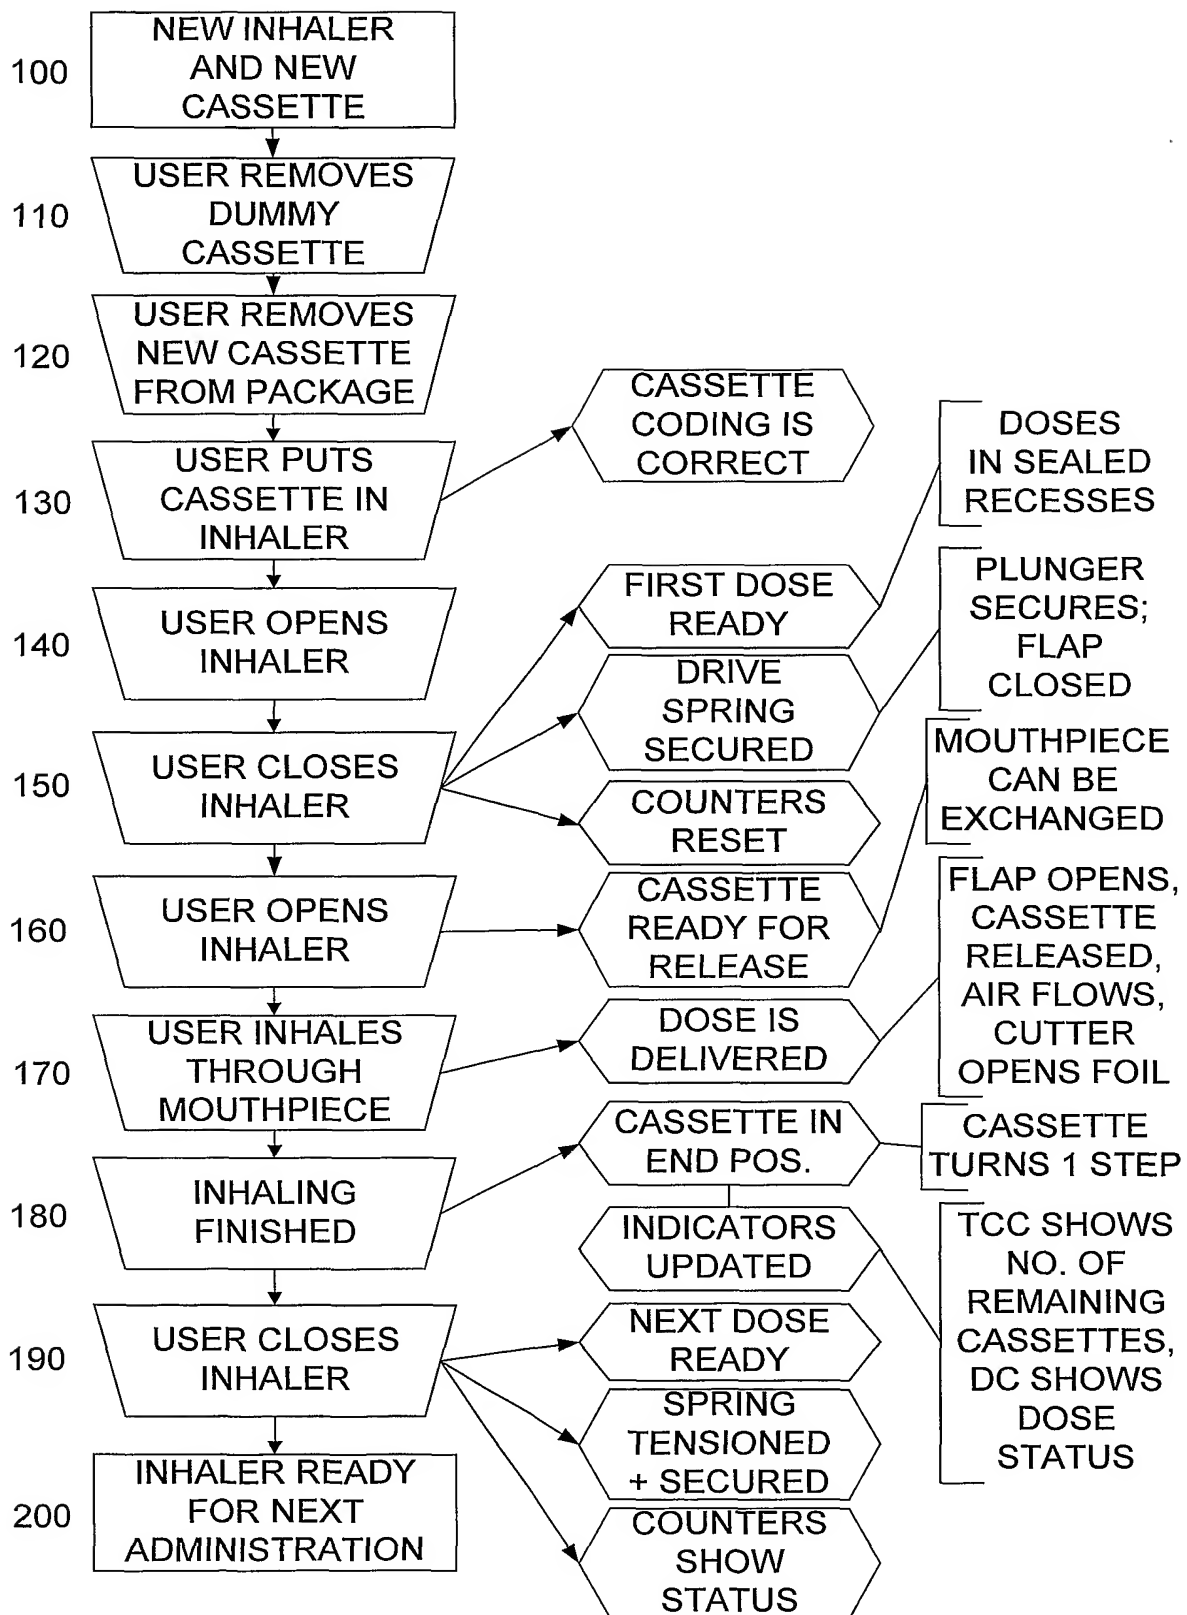 100
NEW INHALER
AND NEW
CASSETTE
110
USER REMOVES
DUMMY
CASSETTE
120
USER REMOVES
NEW CASSETTE
FROM PACKAGE
130
USER PUTS
CASSETTE IN
INHALER
CASSETTE
CODING IS
CORRECT
140
USER OPENS
INHALER
150
USER CLOSES
INHALER
FIRST DOSE
READY
DOSES
IN SEALED
RECESSES
DRIVE
SPRING
SECURED
PLUNGER
SECURES;
FLAP
CLOSED
COUNTERS
RESET
160
USER OPENS
INHALER
CASSETTE
READY FOR
RELEASE
MOUTHPIECE
CAN BE
EXCHANGED
170
USER INHALES
THROUGH
MOUTHPIECE
DOSE IS
DELIVERED
FLAP OPENS,
CASSETTE
RELEASED,
AIR FLOWS,
CUTTER
OPENS FOIL
180
INHALING
FINISHED
CASSETTE IN
END POS.
CASSETTE
TURNS 1 STEP
INDICATORS
UPDATED
TCC SHOWS
NO. OF
REMAINING
CASSETTES,
DC SHOWS
DOSE
STATUS
190
USER CLOSES
INHALER
NEXT DOSE
READY
SPRING
TENSIONED
+ SECURED
COUNTERS
SHOW
STATUS
200
INHALER READY
FOR NEXT
ADMINISTRATION